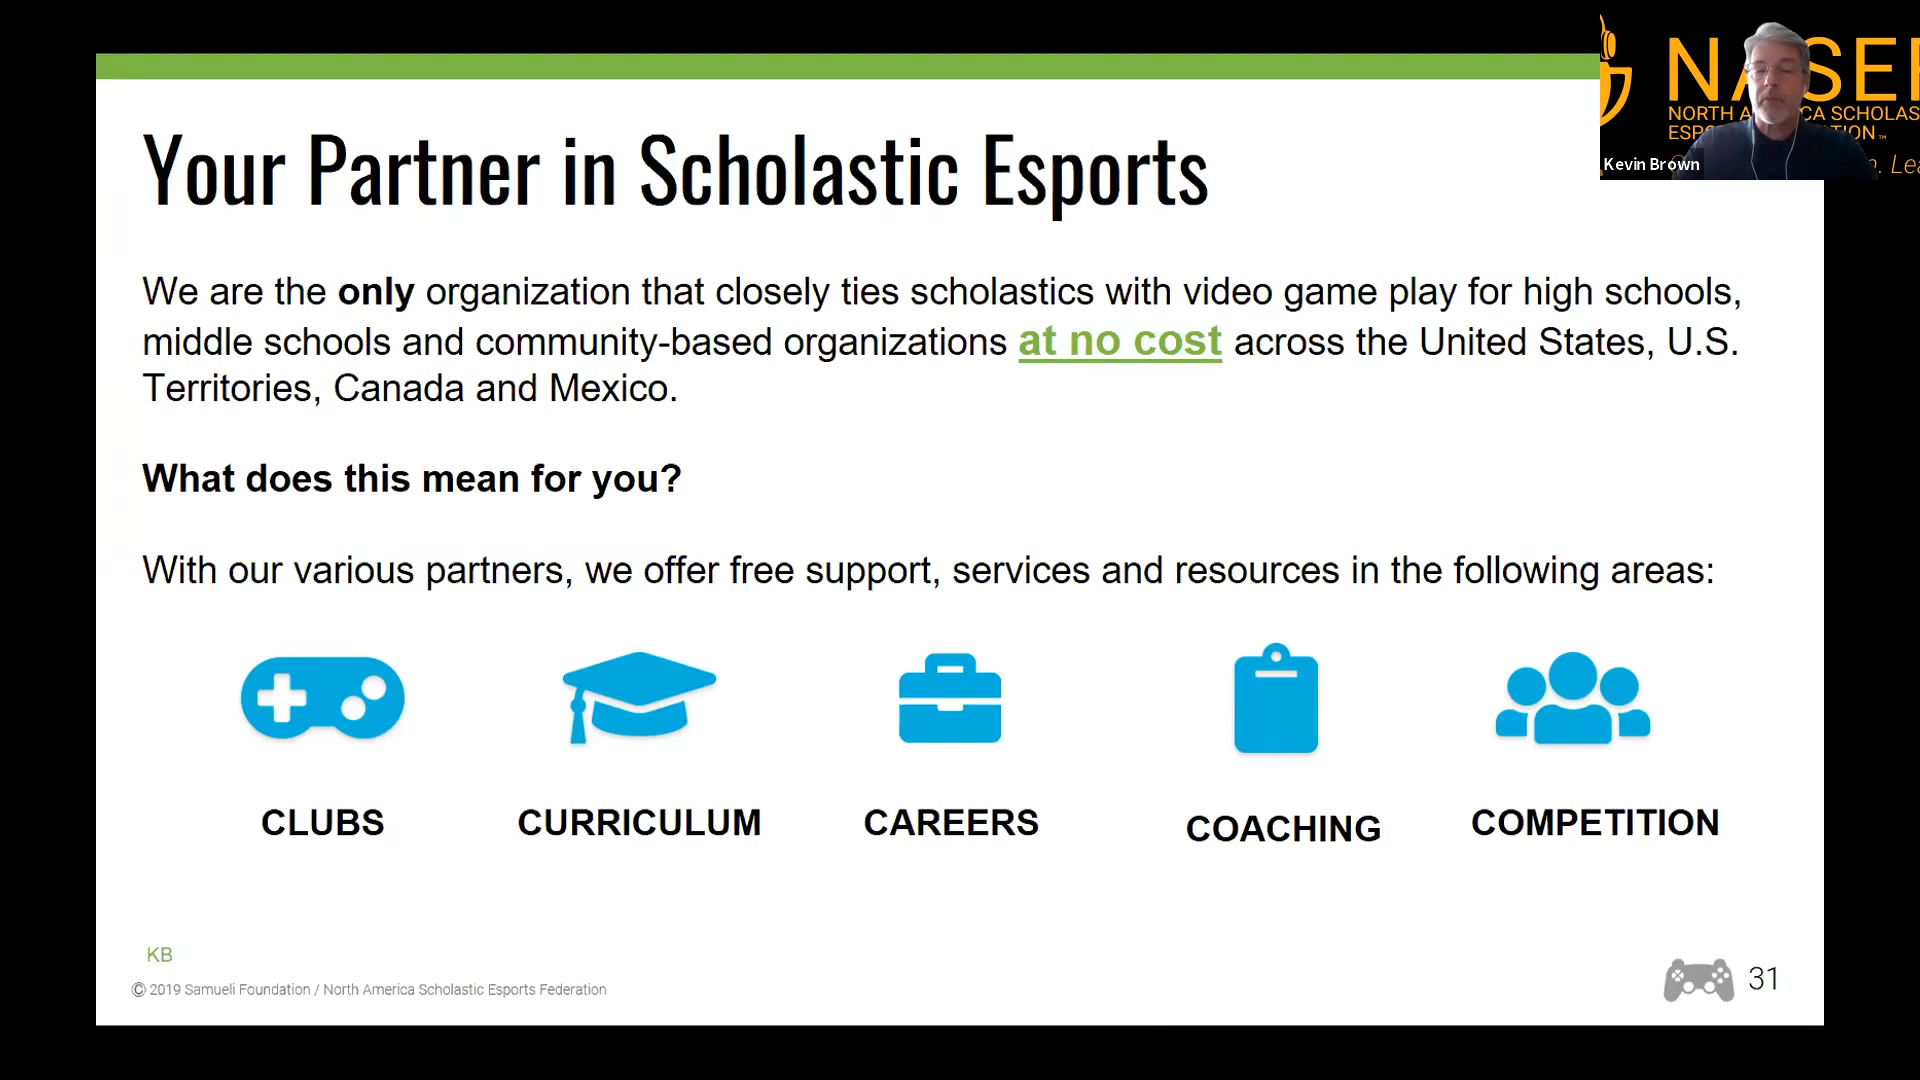 Your Partner in Scholastic Esports
We are the only organization that closely ties scholastics with video game play for high schools,
middle schools and community-based organizations at no cost across the United States, U.S.
Territories, Canada and Mexico.
What does this mean for you?
With our various partners, we offer free support, services and resources in the following areas:
CLUBS
CURRICULUM
CAREERS
COACHING
COMPETITION
KB
© 2019 Samueli Foundation / North America Scholastic Esports Federation
31
Kevin Brown